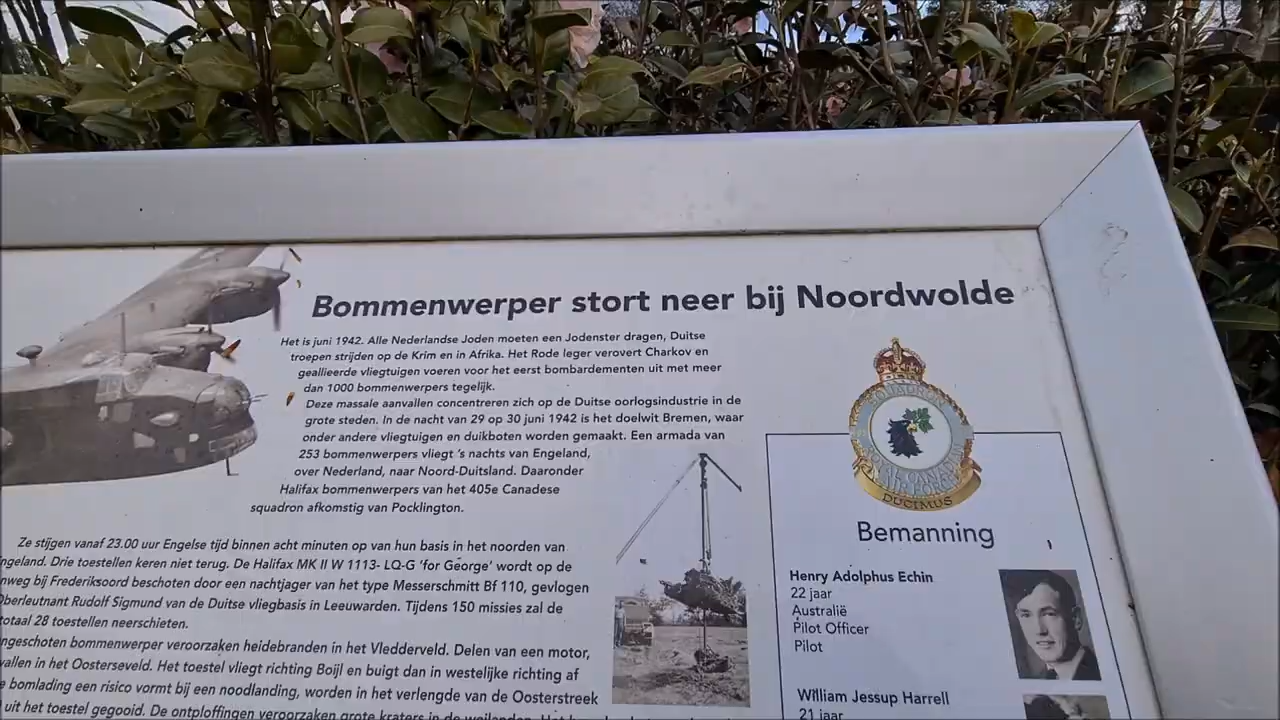 Bommenwerper stort neer bij Noordwolde
Het is juni 1942. Alle Nederlandse Joden moeten een Jodenster dragen, Duitse
troepen strijden op de Krim en in Afrika. Het Rode leger verovert Charkov en
geallieerde vliegtuigen voeren voor het eerst bombardementen uit met meer
dan 1000 bommenwerpers tegelijk.
Deze massale aanvallen concentreren zich op de Duitse oorlogsindustrie in de
grote steden. In de nacht van 29 op 30 juni 1942 is het doelwit Bremen, waar
onder andere vliegtuigen en duikboten worden gemaakt. Een armada van
253 bommenwerpers vliegt 's nachts van Engeland,
over Nederland, naar Noord-Duitsland. Daaronder
Halifax bommenwerpers van het 405e Canadese
squadron afkomstig van Pocklington.
Ze stijgen vanaf 23.00 uur Engelse tijd binnen acht minuten op van hun basis in het noorden van
ngeland. Drie toestellen keren niet terug. De Halifax MK II W 1113- LQ-G 'for George' wordt op de
nweg bij Frederiksoord beschoten door een nachtjager van het type Messerschmitt Bf 110, gevlogen
Oberleutnant Rudolf Sigmund van de Duitse vliegbasis in Leeuwarden. Tijdens 150 missies zal de
totaal 28 toestellen neerschieten.
ngeschoten bommenwerper veroorzaken heidebranden in het Vledderveld. Delen van een motor,
vallen in het Oosterseveld. Het toestel vliegt richting Boijl en buigt dan in westelijke richting af
e bomlading een risico vormt bij een noodlanding, worden in het verlengde van de Oosterstreek
uit het toestel gegooid. De ontploffingen veroorzaken grote kraters in de weilanden.
DUCIMUS
Bemanning
Henry Adolphus Echin
22 jaar
Australië
Pilot Officer
Pilot
William Jessup Harrell
21 jaar